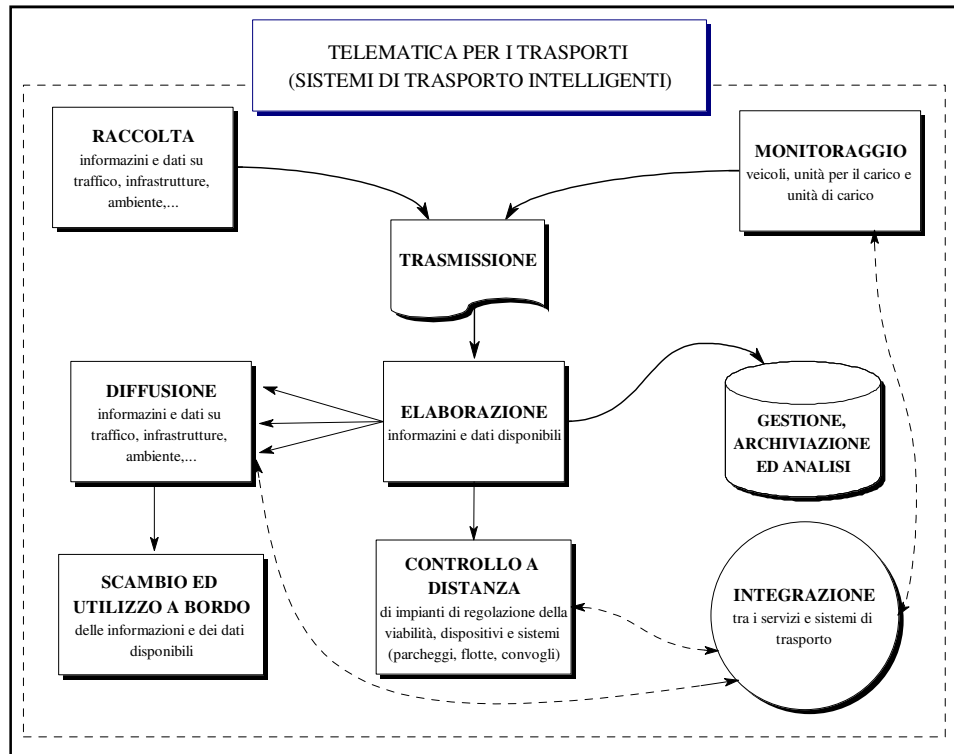 TELEMATICA PER I TRASPORTI
(SISTEMI DI TRASPORTO INTELLIGENTI)
RACCOLTA
informazini e dati su
traffico, infrastrutture,
ambiente,...
MONITORAGGIO
veicoli, unità per il carico e
unità di carico
TRASMISSIONE
DIFFUSIONE
informazini e dati su
traffico, infrastrutture,
ambiente,...
ELABORAZIONE
informazini e dati disponibili
GESTIONE,
ARCHIVIAZIONE
ED ANALISI
SCAMBIO ED
UTILIZZO A BORDO
delle informazioni e dei dati
disponibili
CONTROLLO A
DISTANZA
di impianti di regolazione della
viabilità, dispositivi e sistemi
(parcheggi, flotte, convogli)
INTEGRAZIONE
tra i servizi e sistemi di
trasporto